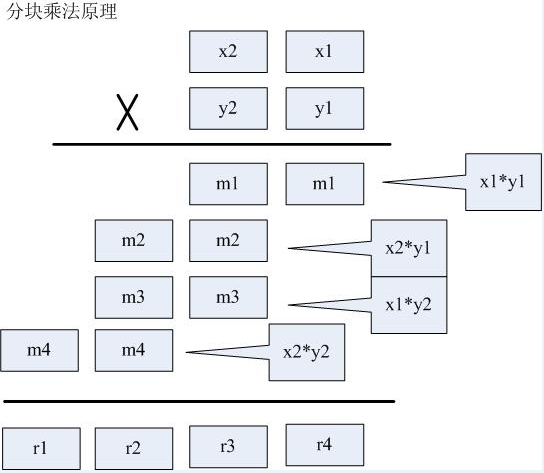 分块乘法原理
x2 x1
X y2 y1
m1 m1 x1*y1
m2 m2 x2*y1
m3 m3 x1*y2
m4 m4 x2*y2
r1 r2 r3 r4